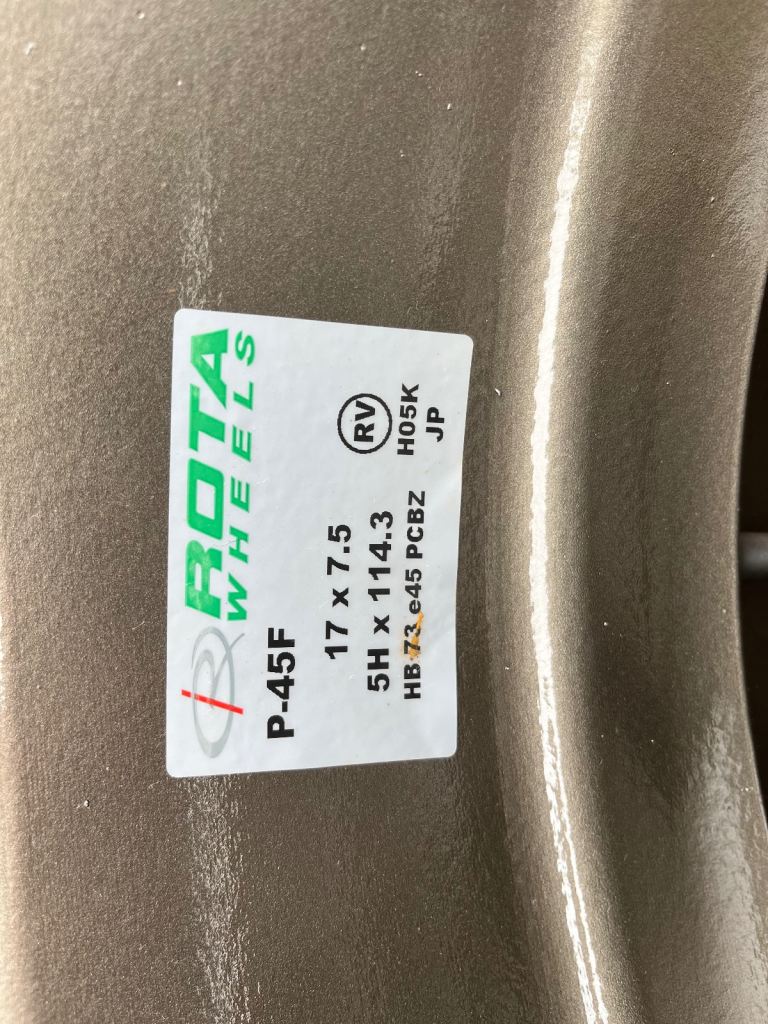 ROTA
WHEELS
P-45F
17 x 7.5
5H x 114.3
HB 73 e45 PCBZ
RV
H05K
JP